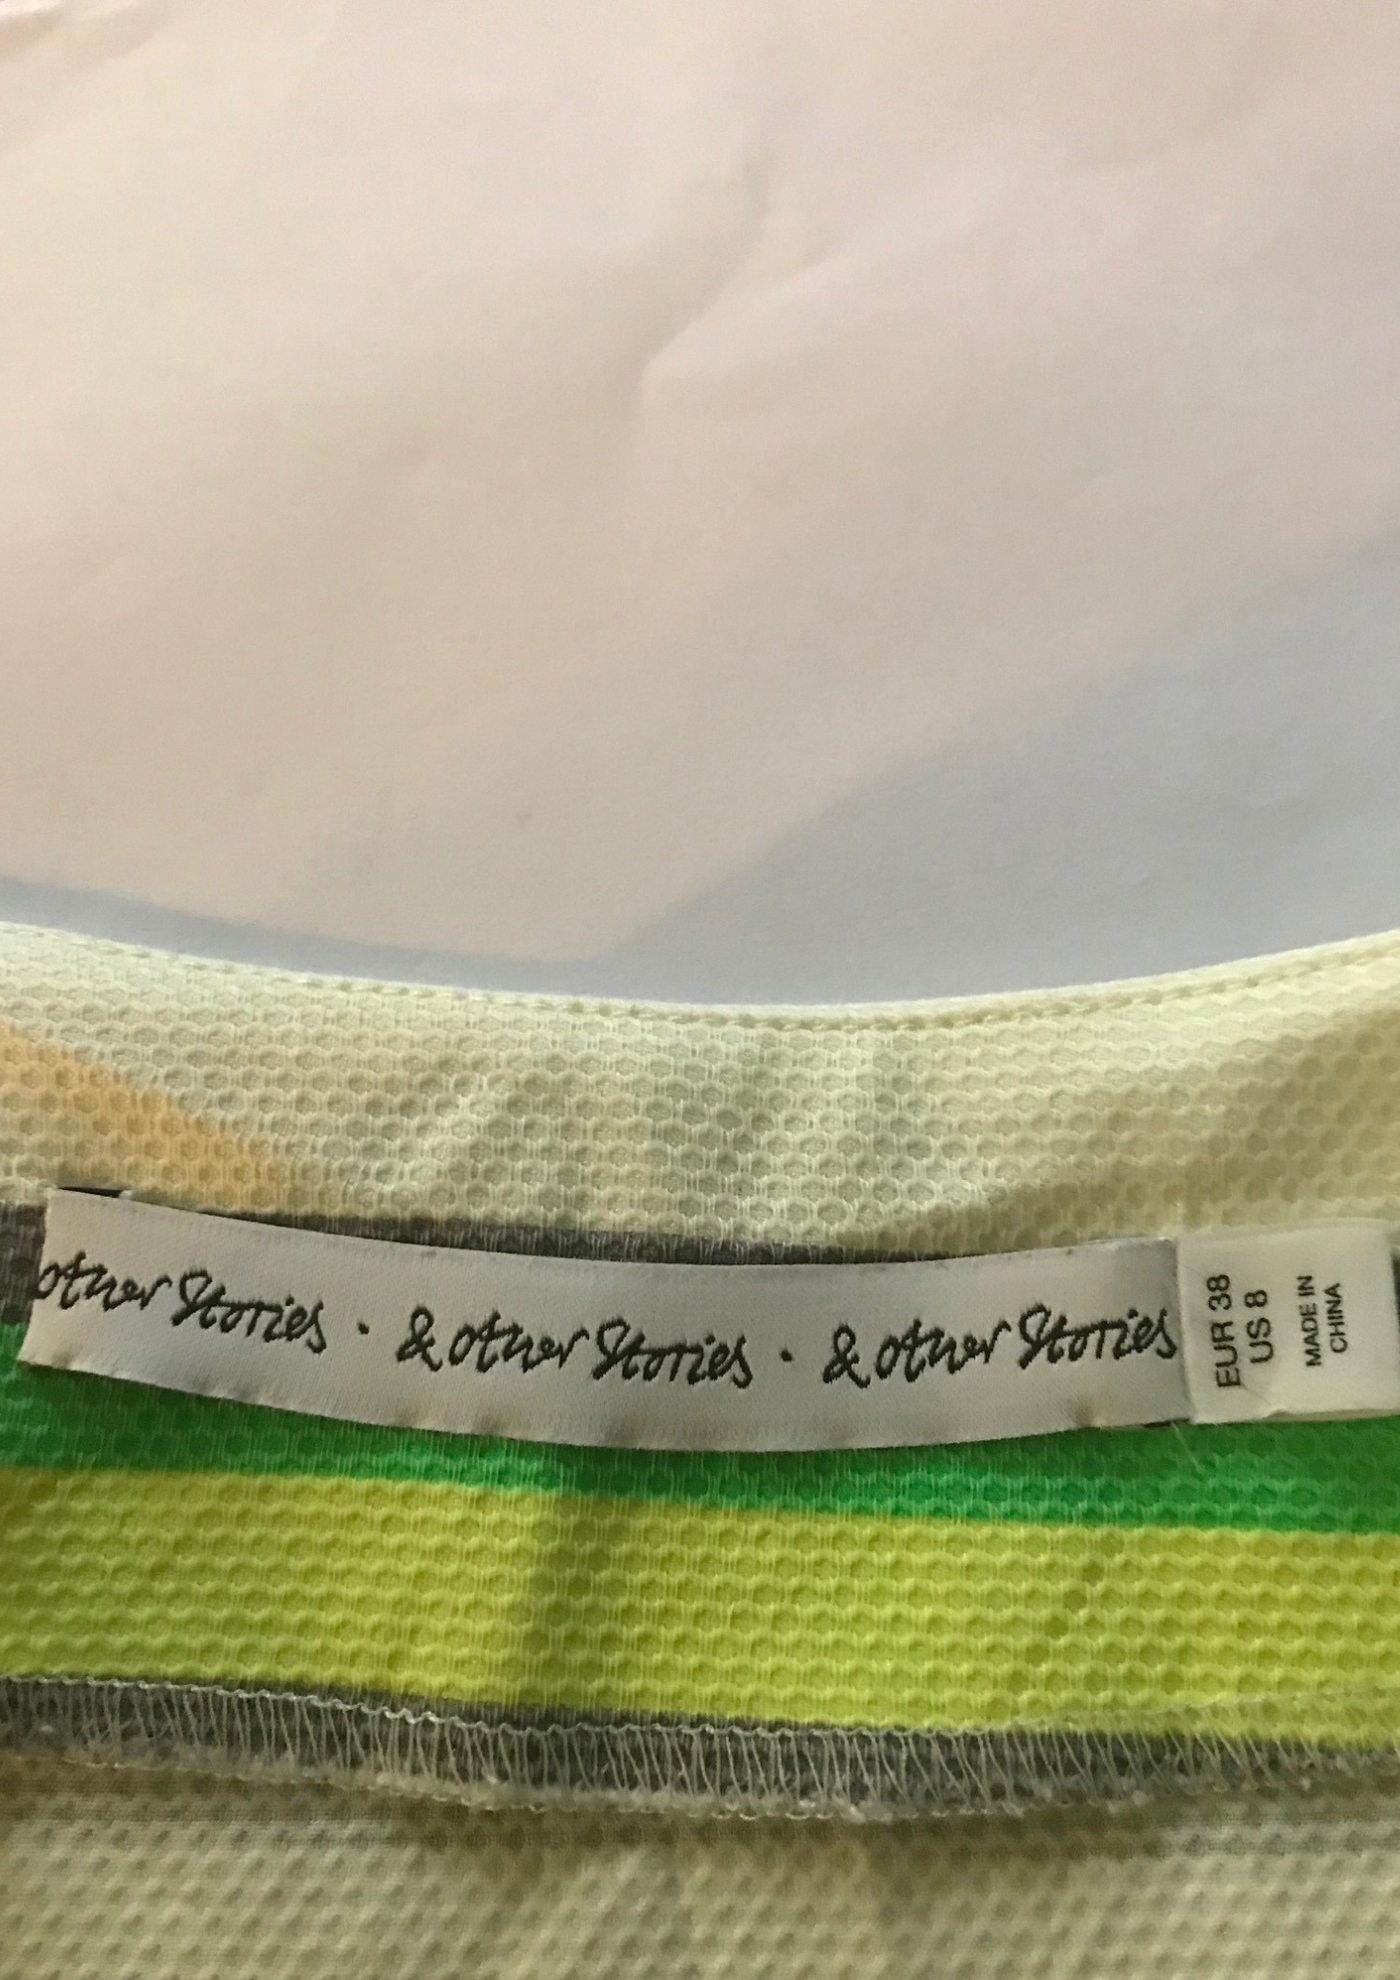 other Stories · & other Stories · & other Stories
EUR 38
US 8
MADE IN
CHINA